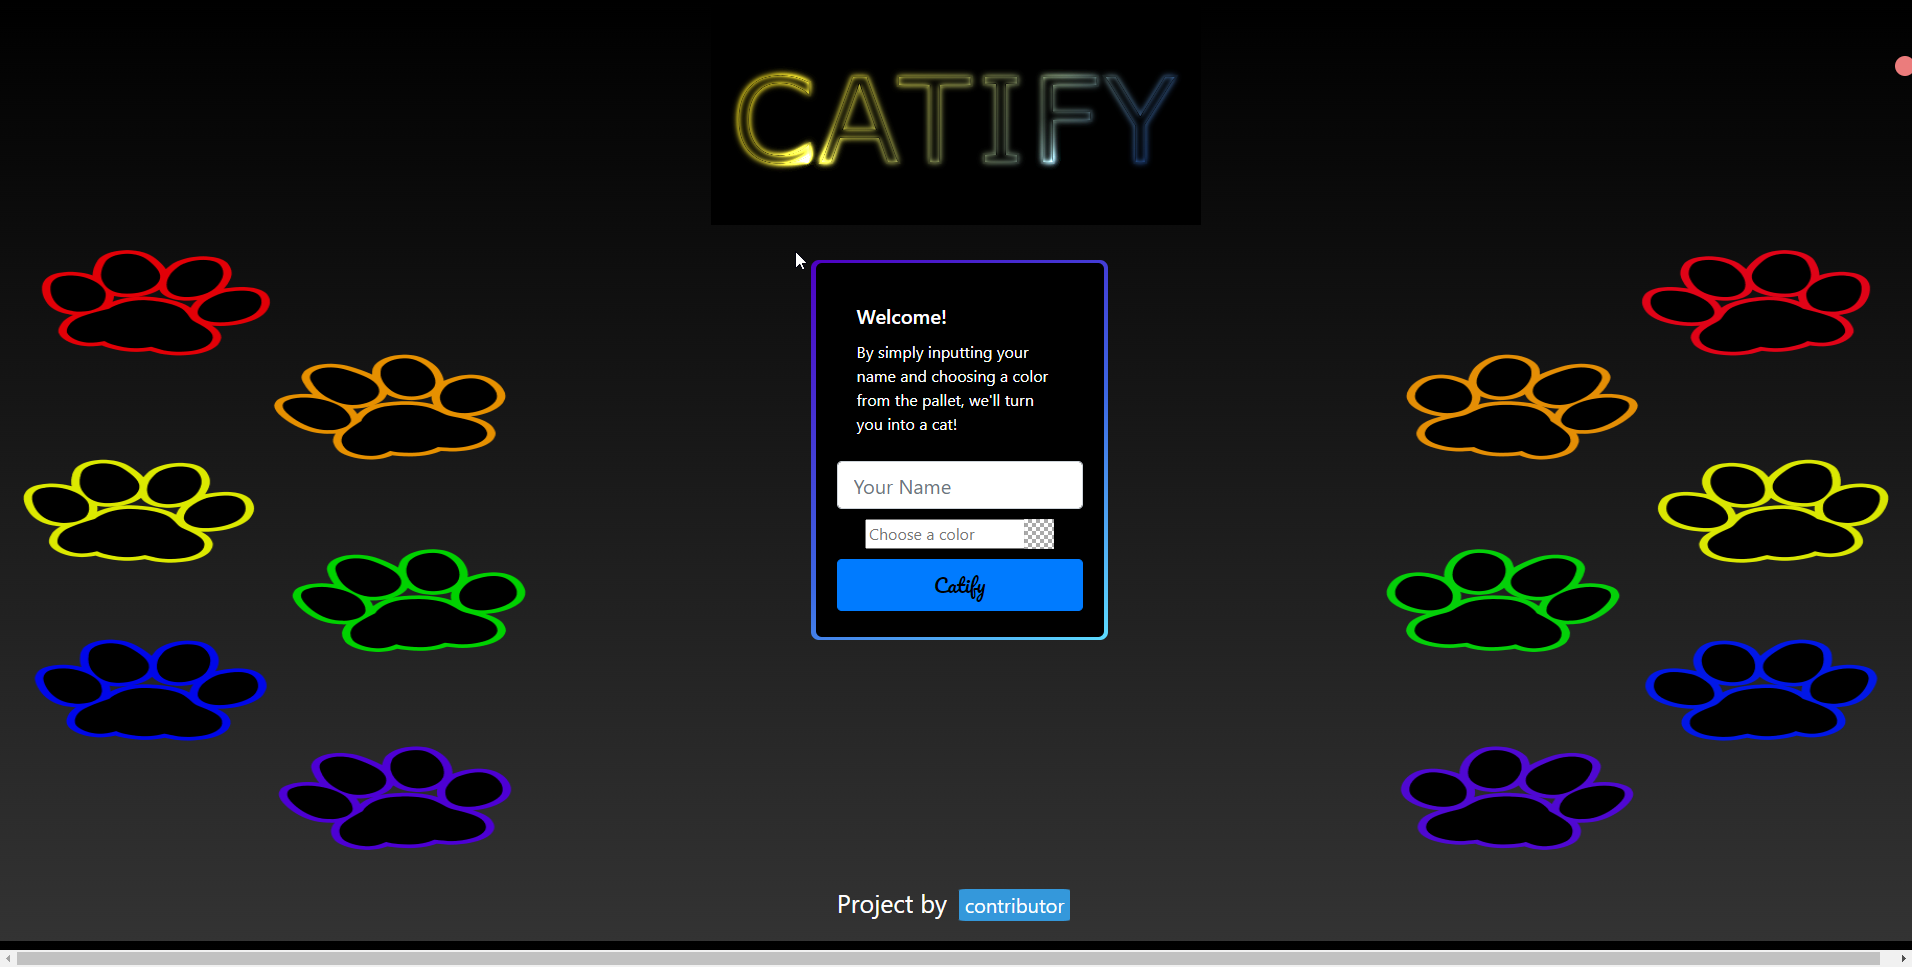 CATIFY
Welcome!
By simply inputting your
name and choosing a color
from the pallet, we'll turn
you into a cat!
Your Name
Choose a color
Catify
Project by contributor